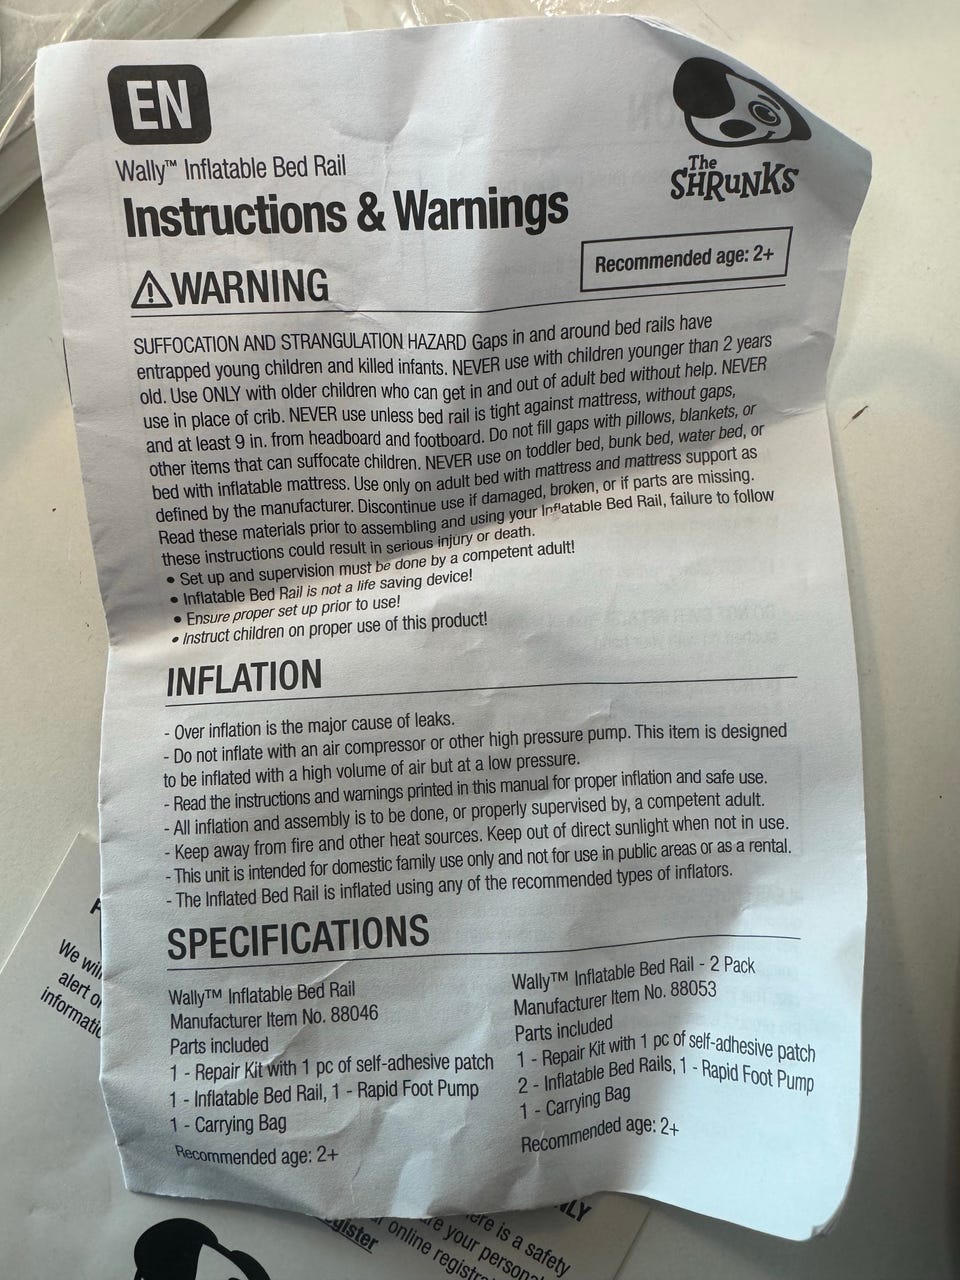 EN
The
SHRUNKS
Wally™ Inflatable Bed Rail
Instructions & Warnings
Recommended age: 2+
WARNING
SUFFOCATION AND STRANGULATION HAZARD Gaps in and around bed rails have
entrapped young children and killed infants. NEVER use with children younger than 2 years
old. Use ONLY with older children who can get in and out of adult bed without help. NEVER
use in place of crib. NEVER use unless bed rail is tight against mattress, without gaps,
and at least 9 in. from headboard and footboard. Do not fill gaps with pillows, blankets, or
other items that can suffocate children. NEVER use on toddler bed, bunk bed, water bed, or
bed with inflatable mattress. Use only on adult bed with mattress and mattress support as
defined by the manufacturer. Discontinue use if damaged, broken, or if parts are missing.
Read these materials prior to assembling and using your Inflatable Bed Rail, failure to follow
these instructions could result in serious injury or death.
• Set up and supervision must be done by a competent adult!
• Inflatable Bed Rail is not a life saving device!
• Ensure proper set up prior to use!
• Instruct children on proper use of this product!
INFLATION
- Over inflation is the major cause of leaks.
- Do not inflate with an air compressor or other high pressure pump. This item is designed
to be inflated with a high volume of air but at a low pressure.
- Read the instructions and warnings printed in this manual for proper inflation and safe use.
- All inflation and assembly is to be done, or properly supervised by, a competent adult.
- Keep away from fire and other heat sources. Keep out of direct sunlight when not in use.
- This unit is intended for domestic family use only and not for use in public areas or as a rental.
- The Inflated Bed Rail is inflated using any of the recommended types of inflators.
SPECIFICATIONS
Wally™ Inflatable Bed Rail
Manufacturer Item No. 88046
Parts included
1 - Repair Kit with 1 pc of self-adhesive patch
1 - Inflatable Bed Rail, 1 - Rapid Foot Pump
1 - Carrying Bag
Recommended age: 2+
Wally™ Inflatable Bed Rail - 2 Pack
Manufacturer Item No. 88053
Parts included
1 - Repair Kit with 1 pc of self-adhesive patch
2 - Inflatable Bed Rails, 1 - Rapid Foot Pump
1 - Carrying Bag
Recommended age: 2+
We
alert
is a safety
your
online